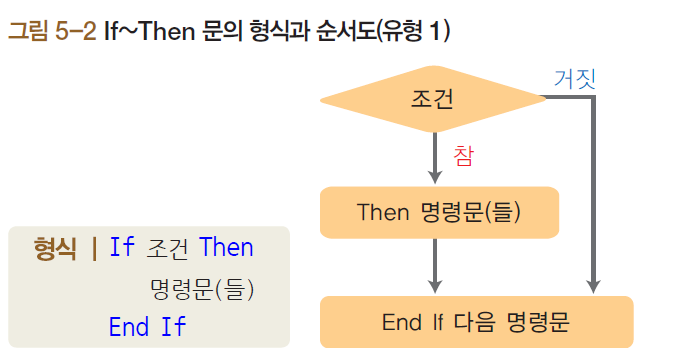 그림 5-2 If~Then 문의 형식과 순서도(유형 1)
조건
거짓
참
Then 명령문(들)
형식 | If 조건 Then
명령문(들)
End If
End If 다음 명령문